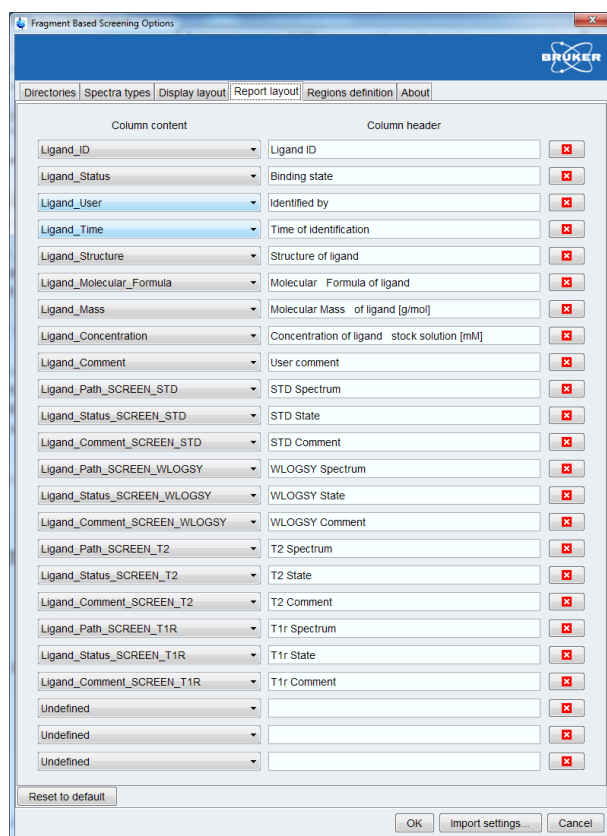 Fragment Based Screening Options
BRUKER
Directories Spectra types Display layout Report layout Regions definition About
Column content Column header
Ligand_ID Ligand ID
Ligand_Status Binding state
Ligand_User Identified by
Ligand_Time Time of identification
Ligand_Structure Structure of ligand
Ligand_Molecular_Formula Molecular Formula of ligand
Ligand_Mass Molecular Mass of ligand [g/mol]
Ligand_Concentration Concentration of ligand stock solution [mM]
Ligand_Comment User comment
Ligand_Path_SCREEN_STD STD Spectrum
Ligand_Status_SCREEN_STD STD State
Ligand_Comment_SCREEN_STD STD Comment
Ligand_Path_SCREEN_WLOGSY WLOGSY Spectrum
Ligand_Status_SCREEN_WLOGSY WLOGSY State
Ligand_Comment_SCREEN_WLOGSY WLOGSY Comment
Ligand_Path_SCREEN_T2 T2 Spectrum
Ligand_Status_SCREEN_T2 T2 State
Ligand_Comment_SCREEN_T2 T2 Comment
Ligand_Path_SCREEN_T1R T1r Spectrum
Ligand_Status_SCREEN_T1R T1r State
Ligand_Comment_SCREEN_T1R T1r Comment
Undefined
Undefined
Undefined
Reset to default
OK Import settings... Cancel